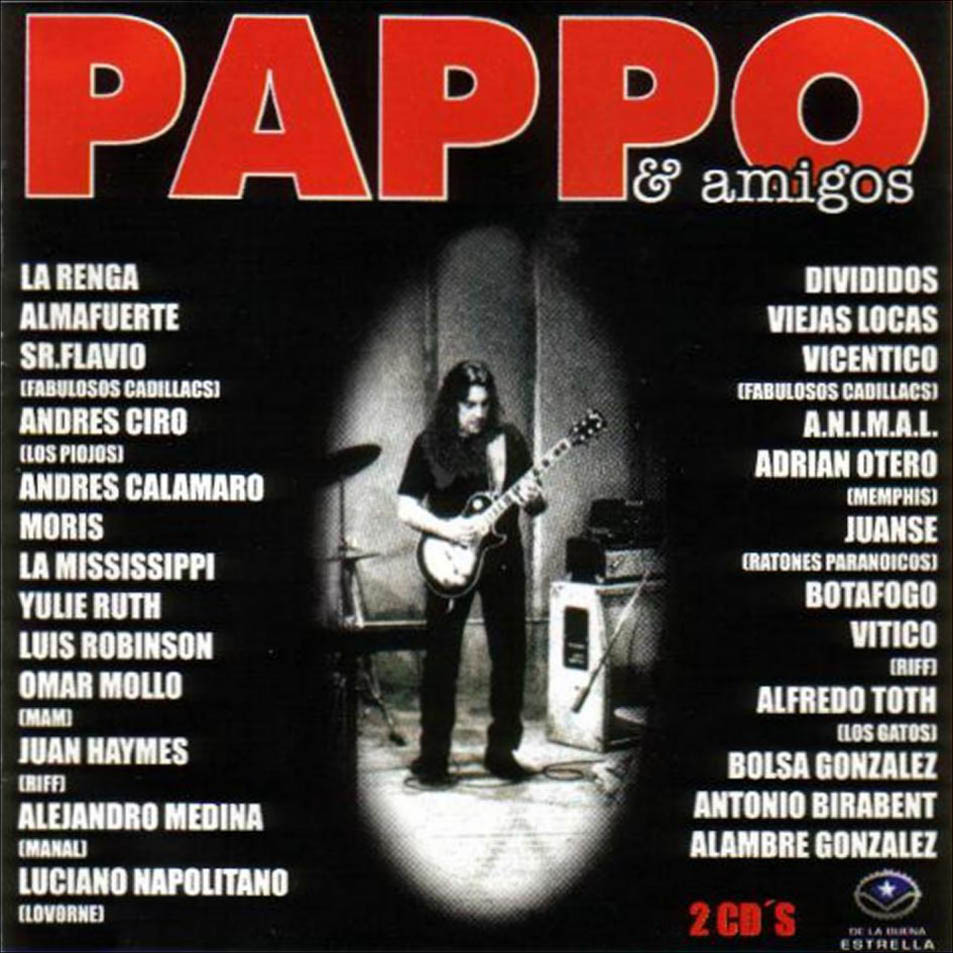 PAPPO
& amigos
LA RENGA
ALMAFUERTE
SR.FLAVIO
(FABULOSOS CADILLACS)
ANDRES CIRO
(LOS PIOJOS)
ANDRES CALAMARO
MORIS
LA MISSISSIPPI
YULIE RUTH
LUIS ROBINSON
OMAR MOLLO
(MAM)
JUAN HAYMES
(RIFF)
ALEJANDRO MEDINA
(MANAL)
LUCIANO NAPOLITANO
(LOVORNE)
DIVIDIDOS
VIEJAS LOCAS
VICENTICO
(FABULOSOS CADILLACS)
A.N.I.M.A.L.
ADRIAN OTERO
(MEMPHIS)
JUANSE
(RATONES PARANOICOS)
BOTAFOGO
VITICO
(RIFF)
ALFREDO TOTH
(LOS GATOS)
BOLSA GONZALEZ
ANTONIO BIRABENT
ALAMBRE GONZALEZ
2 CD´S
DE LA BUENA
ESTRELLA